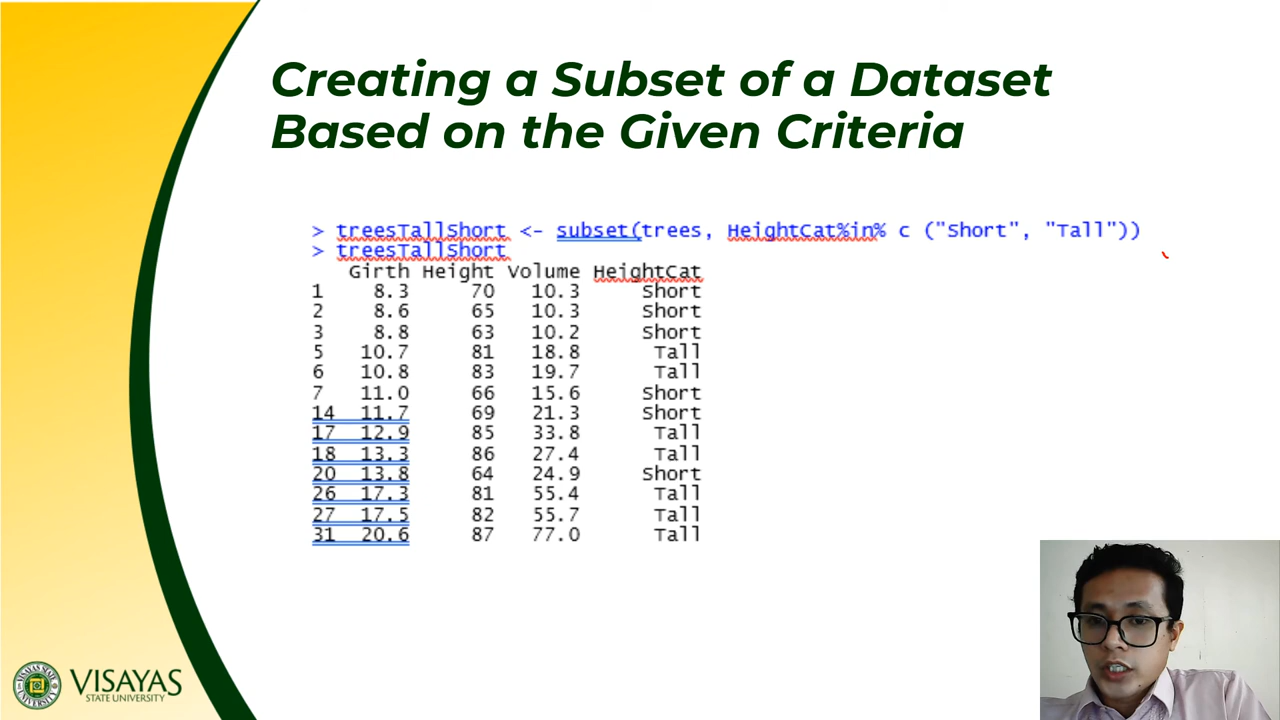 Creating a Subset of a Dataset
Based on the Given Criteria
> treesTallShort <- subset(trees, HeightCat%in% c ("Short", "Tall"))
> treesTallShort
Girth Height Volume HeightCat
1 8.3 70 10.3 Short
2 8.6 65 10.3 Short
3 8.8 63 10.2 Short
5 10.7 81 18.8 Tall
6 10.8 83 19.7 Tall
7 11.0 66 15.6 Short
14 11.7 69 21.3 Short
17 12.9 85 33.8 Tall
18 13.3 86 27.4 Tall
20 13.8 64 24.9 Short
26 17.3 81 55.4 Tall
27 17.5 82 55.7 Tall
31 20.6 87 77.0 Tall
VISAYAS
STATE UNIVERSITY